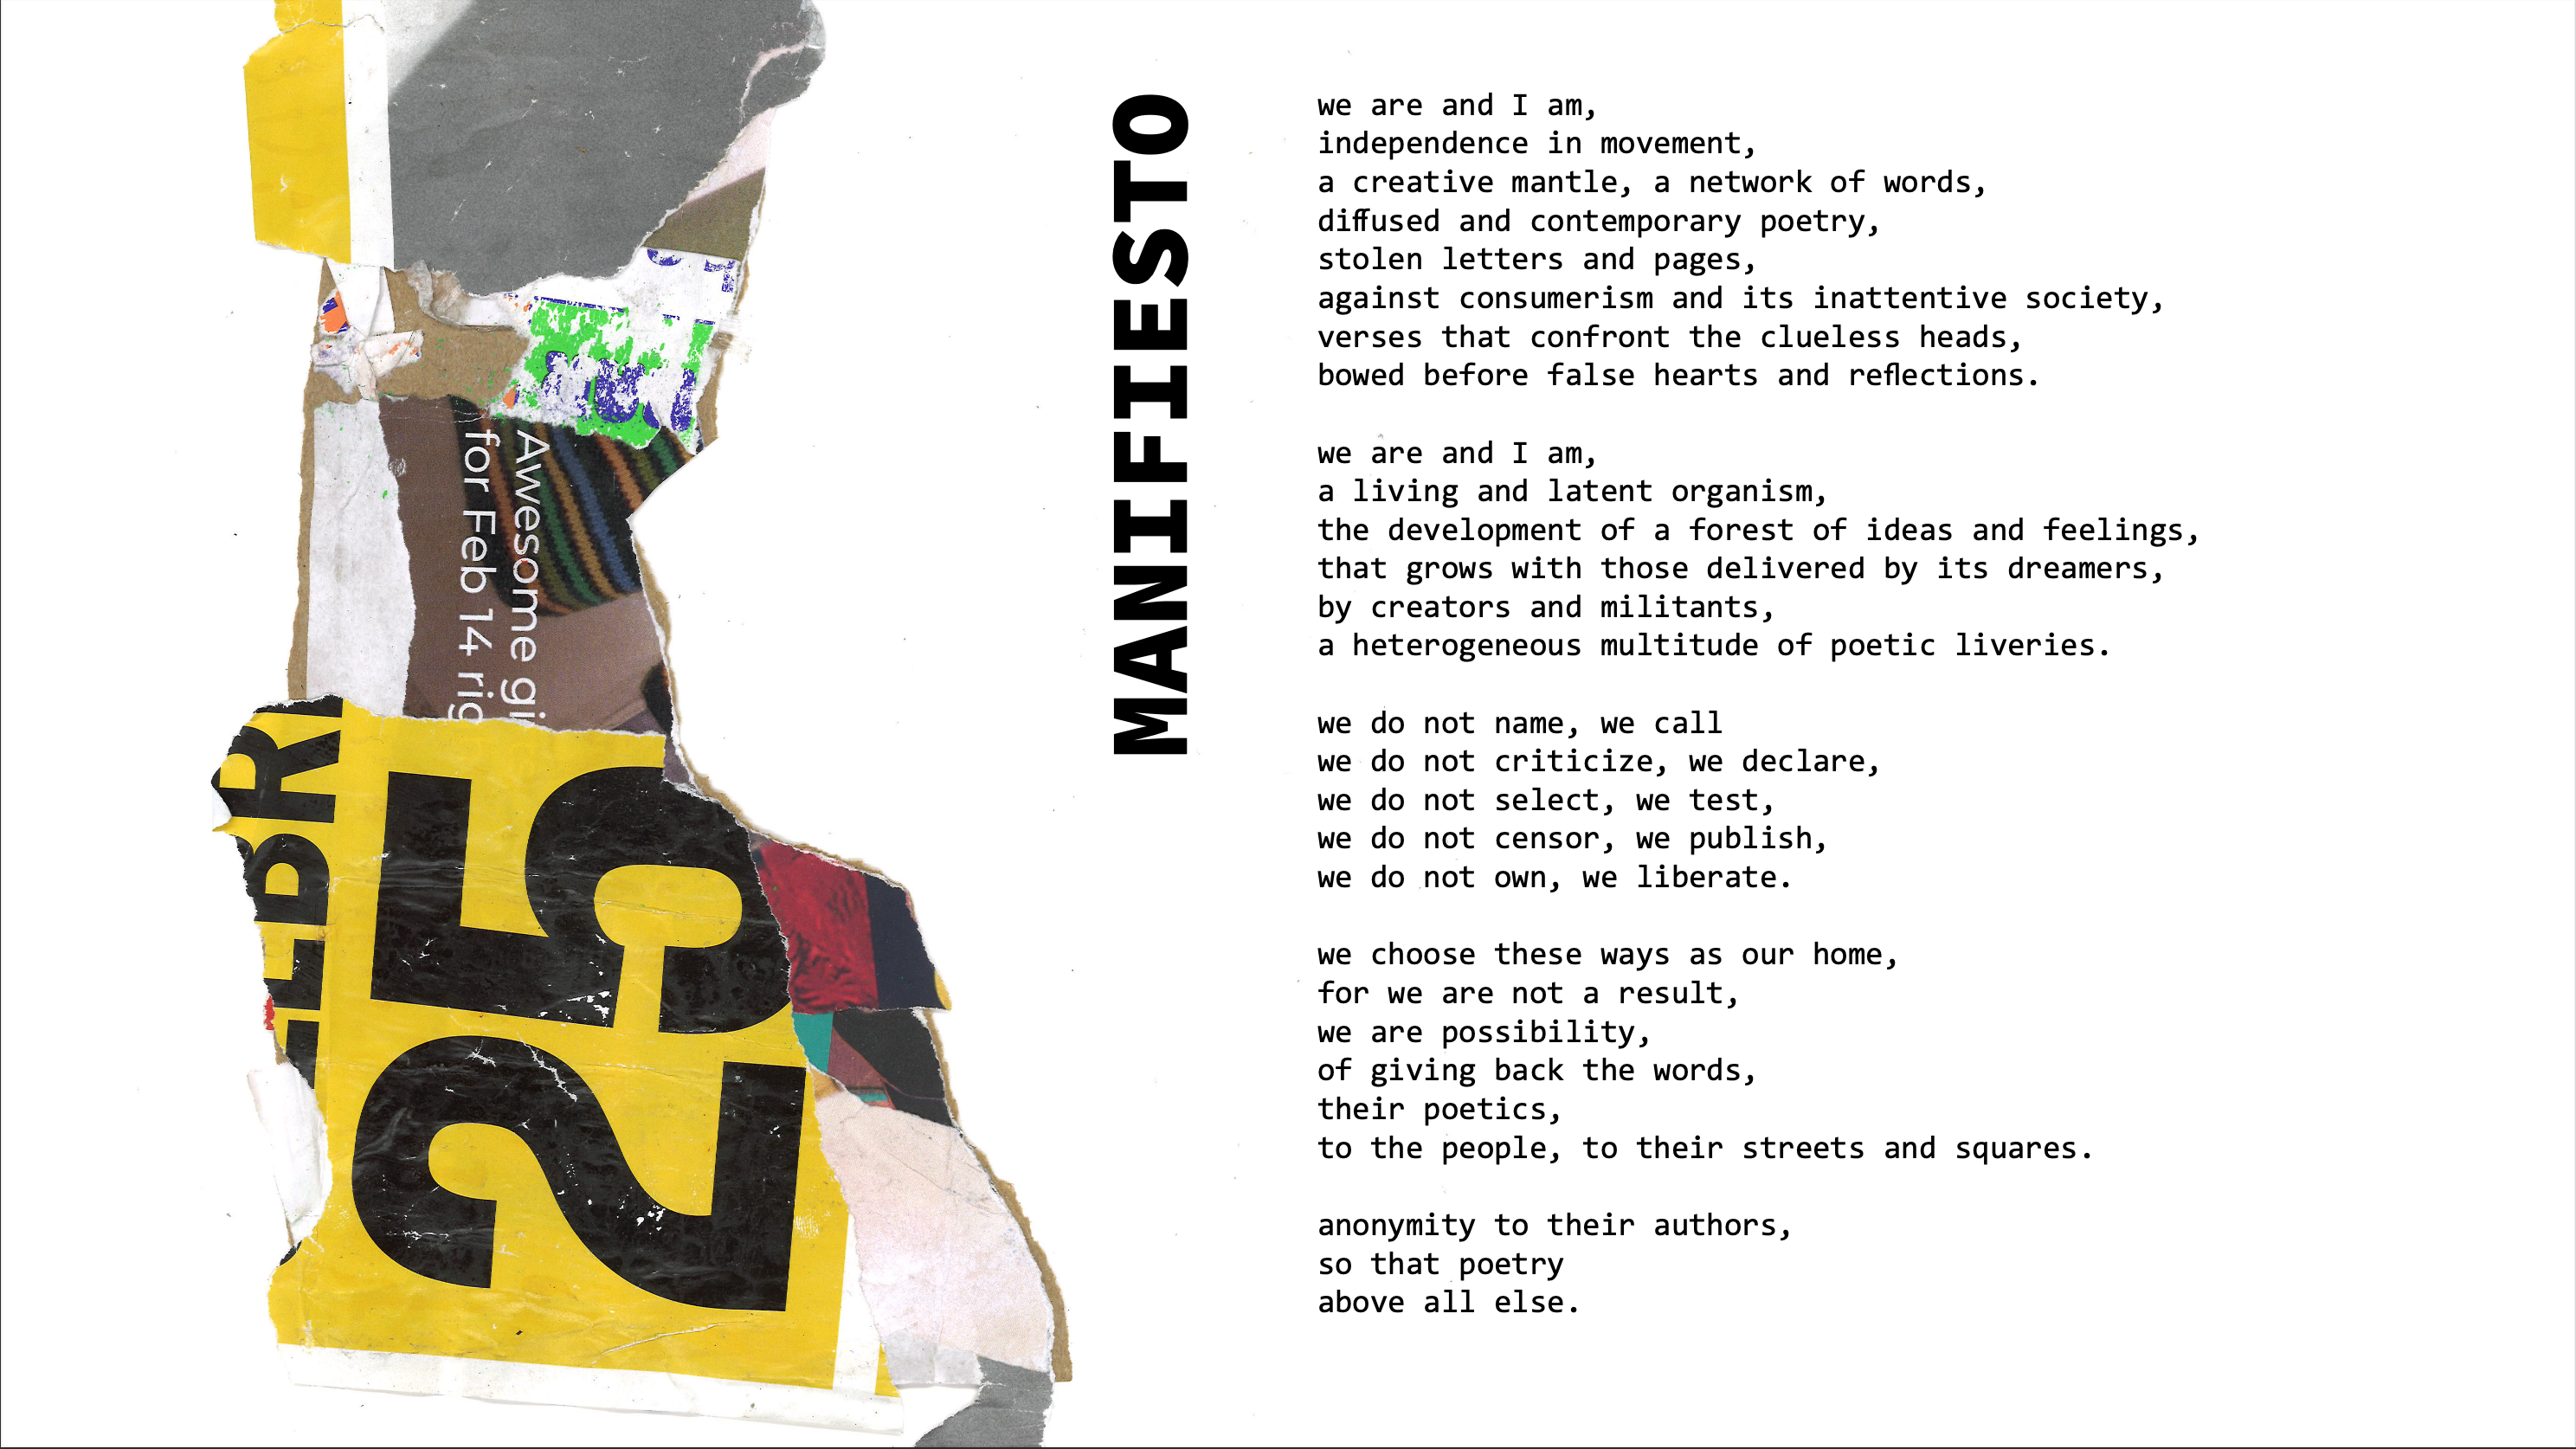 MANIFIESTO
we are and I am,
independence in movement,
a creative mantle, a network of words,
diffused and contemporary poetry,
stolen letters and pages,
against consumerism and its inattentive society,
verses that confront the clueless heads,
bowed before false hearts and reflections.
we are and I am,
a living and latent organism,
the development of a forest of ideas and feelings,
that grows with those delivered by its dreamers,
by creators and militants,
a heterogeneous multitude of poetic liveries.
we do not name, we call
we do not criticize, we declare,
we do not select, we test,
we do not censor, we publish,
we do not own, we liberate.
we choose these ways as our home,
for we are not a result,
we are possibility,
of giving back the words,
their poetics,
to the people, to their streets and squares.
anonymity to their authors,
so that poetry
above all else.
Awesome gi
for Feb 14 rig
25